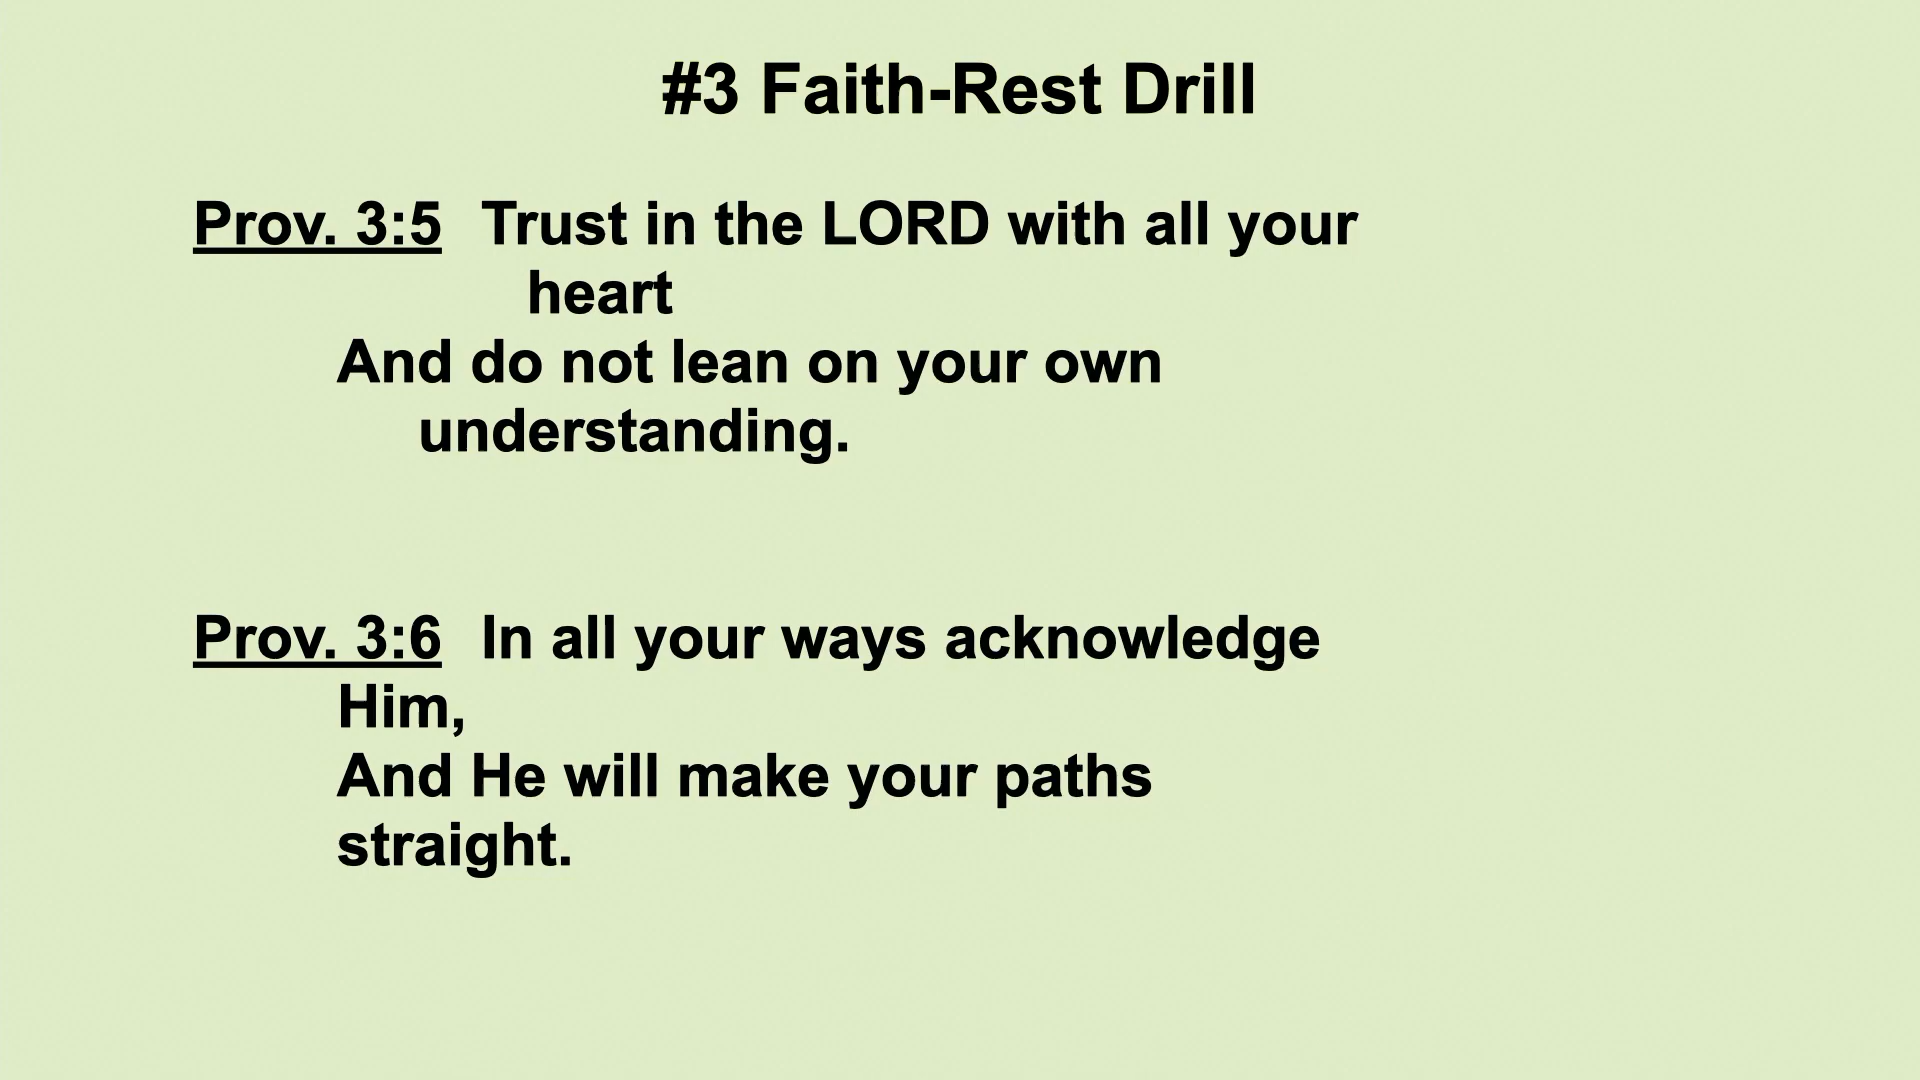 #3 Faith-Rest Drill
Prov. 3:5 Trust in the LORD with all your
heart
And do not lean on your own
understanding.
Prov. 3:6 In all your ways acknowledge
Him,
And He will make your paths
straight.